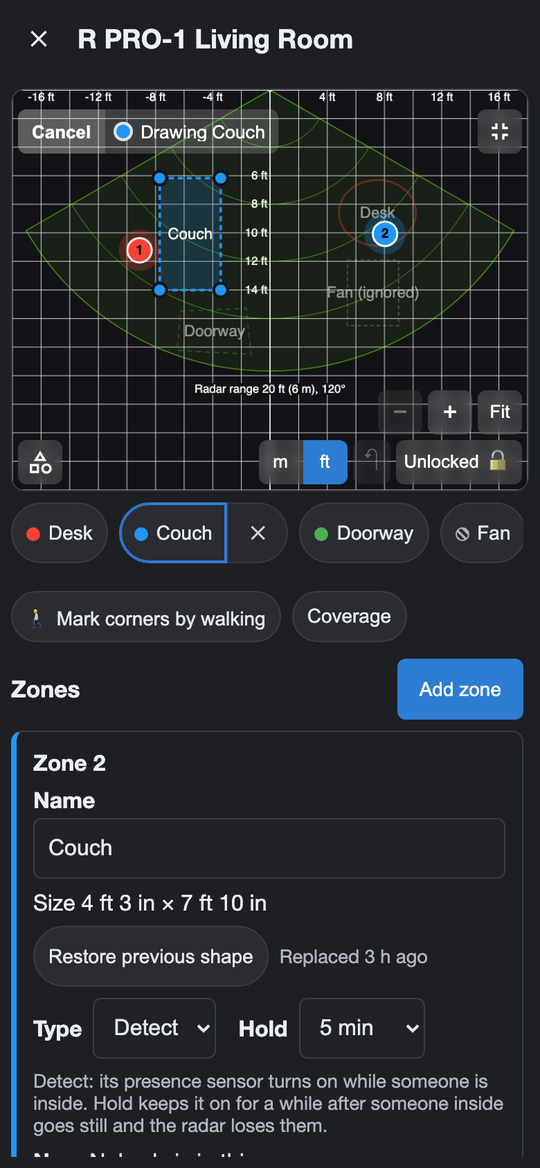 R PRO-1 Living Room
-16 ft -12 ft -8 ft -4 ft 4 ft 8 ft 12 ft 16 ft
Cancel Drawing Couch
6 ft
8 ft
Desk
Couch 10 ft 2
1
12 ft
14 ft Fan (ignored)
Doorway
Radar range 20 ft (6 m), 120°
− + Fit
m ft Unlocked
Desk Couch Doorway Fan
Mark corners by walking Coverage
Zones Add zone
Zone 2
Name
Couch
Size 4 ft 3 in × 7 ft 10 in
Restore previous shape Replaced 3 h ago
Type Detect Hold 5 min
Detect: its presence sensor turns on while someone is
inside. Hold keeps it on for a while after someone inside
goes still and the radar loses them.